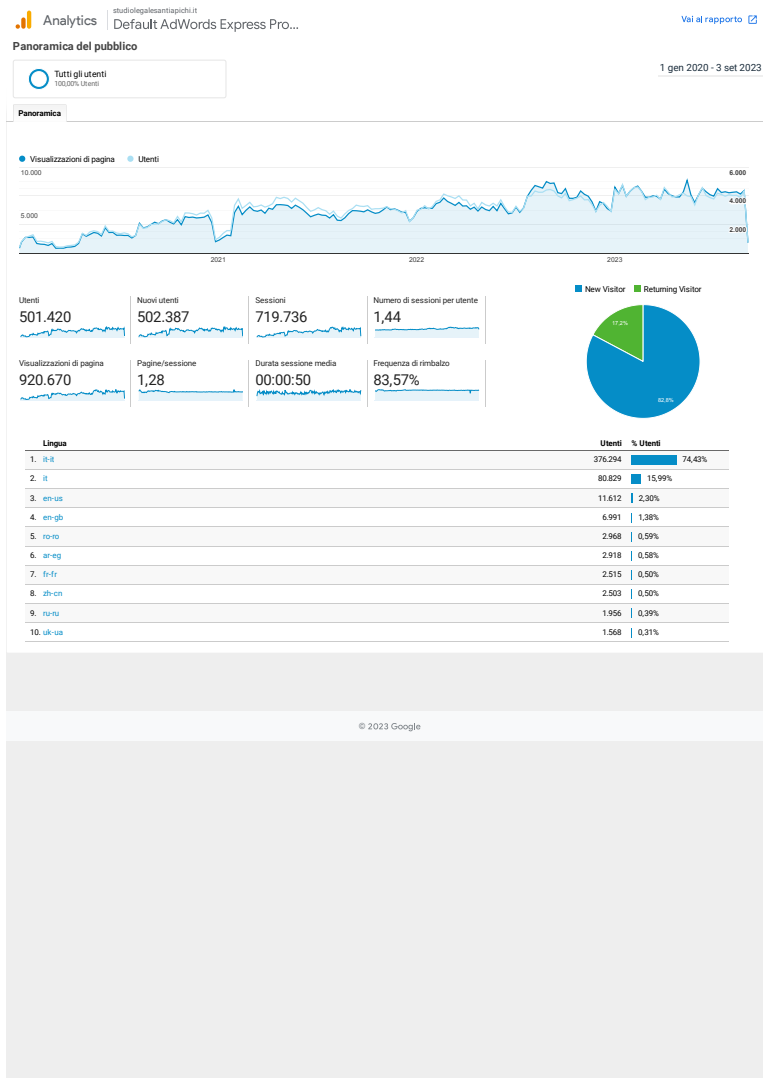 Analytics
studiolegalesantiapichi.it
Default AdWords Express Pro...
Vai al rapporto
Panoramica del pubblico
Tutti gli utenti
100,00% Utenti
1 gen 2020 - 3 set 2023
Panoramica
Visualizzazioni di pagina Utenti
10.000 6.000
4.000
5.000
2.000
2021 2022 2023
New Visitor Returning Visitor
Utenti Nuovi utenti Sessioni Numero di sessioni per utente
501.420 502.387 719.736 1,44
17,2%
Visualizzazioni di pagina Pagine/sessione Durata sessione media Frequenza di rimbalzo
920.670 1,28 00:00:50 83,57%
82,8%
Lingua Utenti % Utenti
1. it-it 376.294 74,43%
2. it 80.829 15,99%
3. en-us 11.612 2,30%
4. en-gb 6.991 1,38%
5. ro-ro 2.968 0,59%
6. ar-eg 2.918 0,58%
7. fr-fr 2.515 0,50%
8. zh-cn 2.503 0,50%
9. ru-ru 1.956 0,39%
10. uk-ua 1.568 0,31%
© 2023 Google